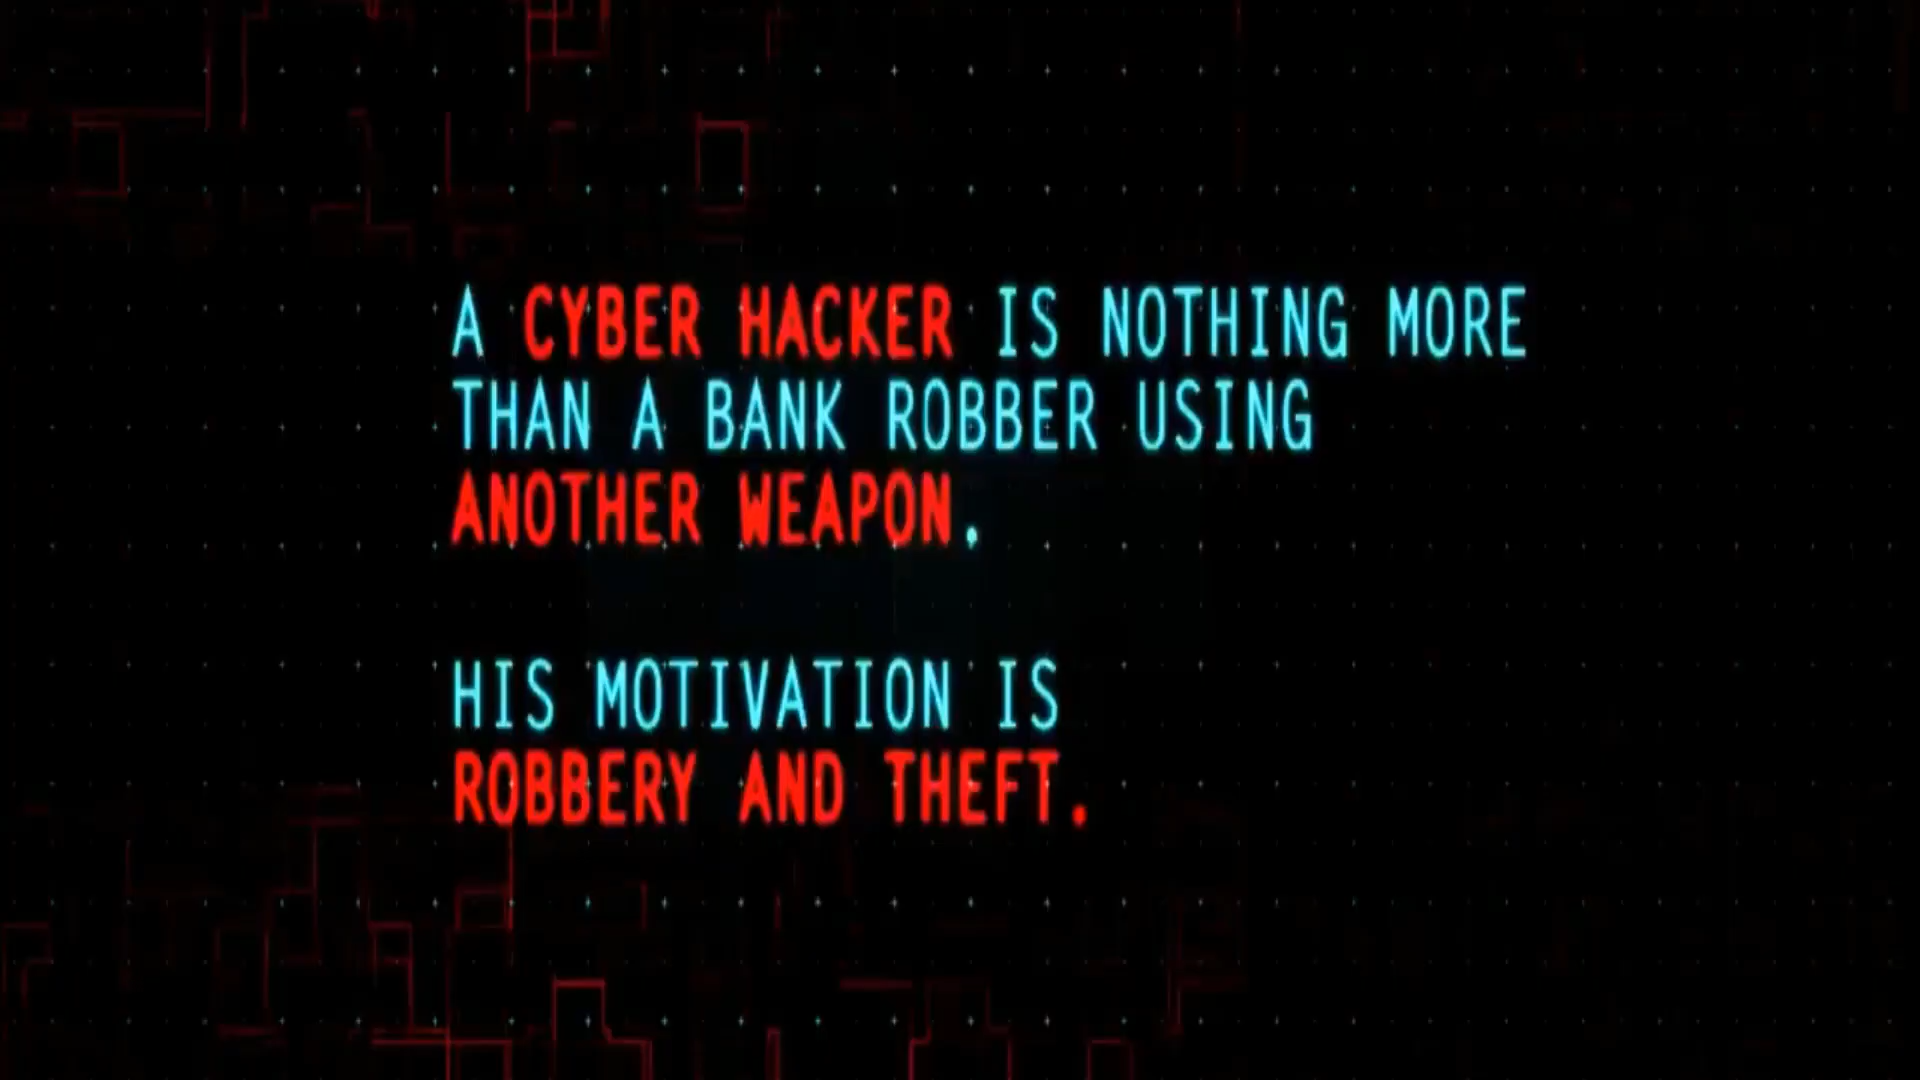 A CYBER HACKER IS NOTHING MORE
THAN A BANK ROBBER USING
ANOTHER WEAPON.
HIS MOTIVATION IS
ROBBERY AND THEFT.